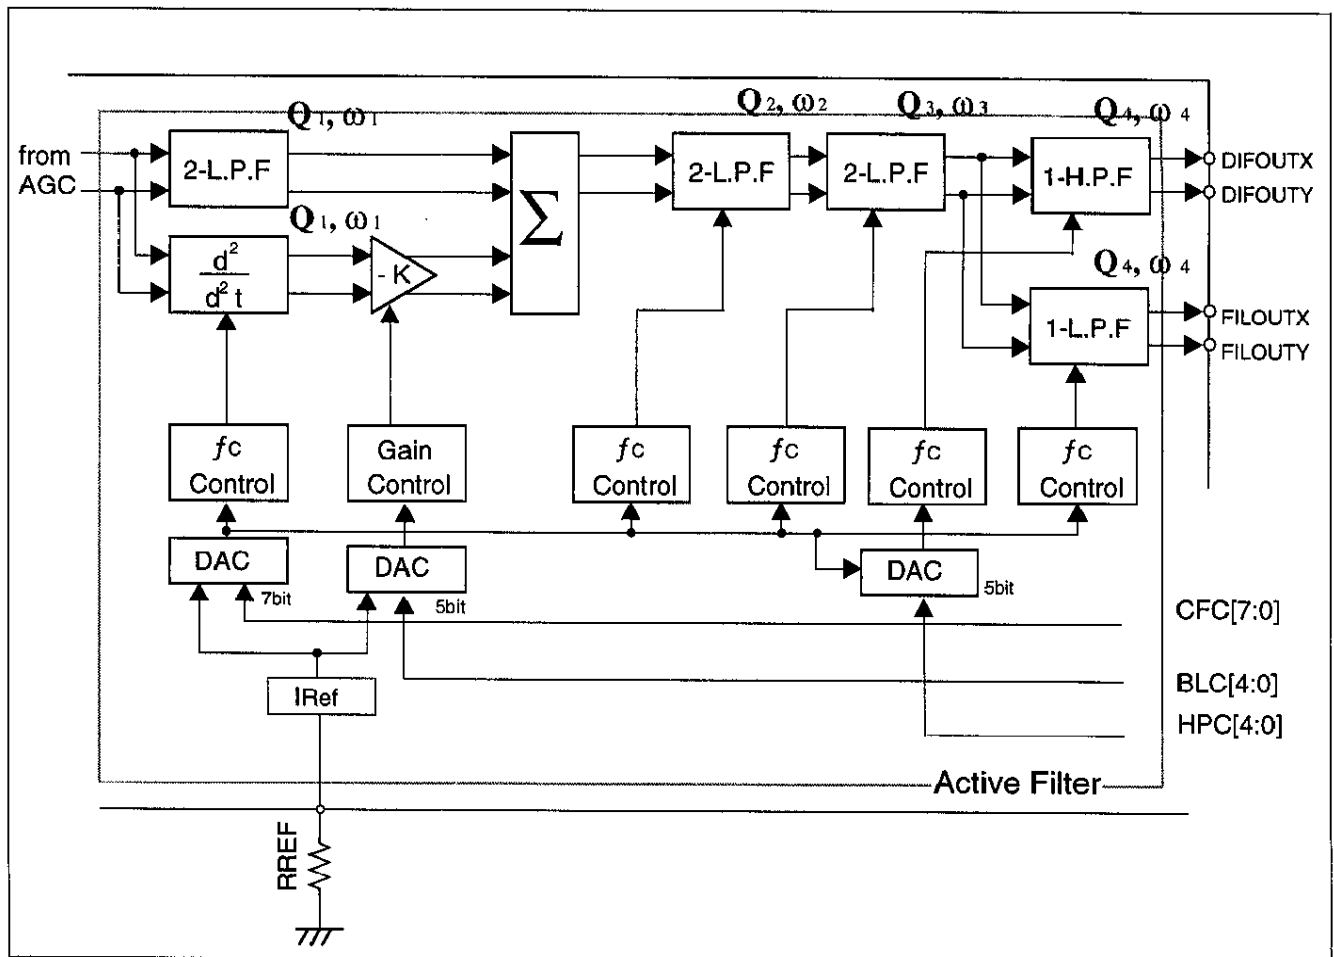 Q1, ω1
Q2, ω2
Q3, ω3
Q4, ω4
from
AGC
2-L.P.F
Σ
2-L.P.F
2-L.P.F
1-H.P.F
DIFOUTX
DIFOUTY
Q1, ω1
d²
d² t
- K
Q4, ω4
1-L.P.F
FILOUTX
FILOUTY
fc
Control
Gain
Control
fc
Control
fc
Control
fc
Control
fc
Control
DAC
7bit
DAC
5bit
DAC
5bit
CFC[7:0]
IRef
BLC[4:0]
HPC[4:0]
Active Filter
RREF